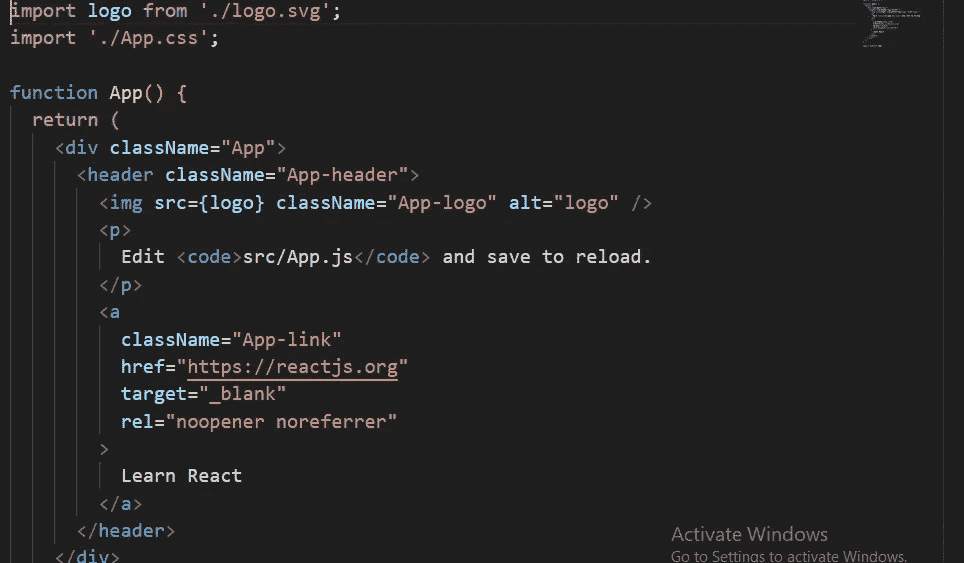 import logo from './logo.svg';
import './App.css';
function App() {
return (
<div className="App">
<header className="App-header">
<img src={logo} className="App-logo" alt="logo" />
<p>
Edit <code>src/App.js</code> and save to reload.
</p>
<a
className="App-link"
href="https://reactjs.org"
target="_blank"
rel="noopener noreferrer"
>
Learn React
</a>
</header>
</div>
Activate Windows
Go to Settings to activate Windows.